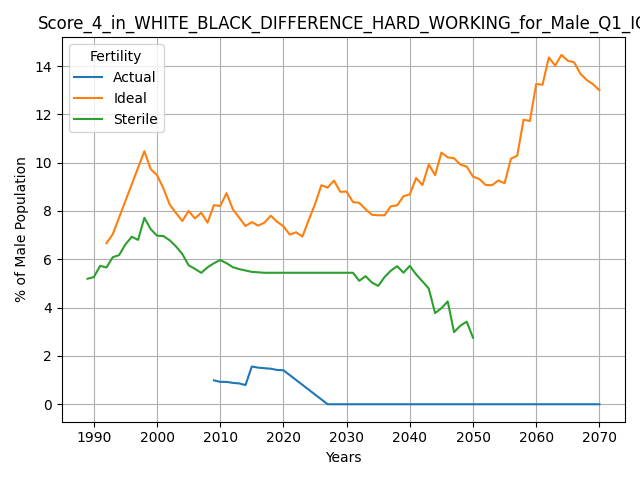 Score_4_in_WHITE_BLACK_DIFFERENCE_HARD_WORKING_for_Male_Q1_IQ
Fertility
Actual
Ideal
Sterile
% of Male Population
14
12
10
8
6
4
2
0
1990 2000 2010 2020 2030 2040 2050 2060 2070
Years